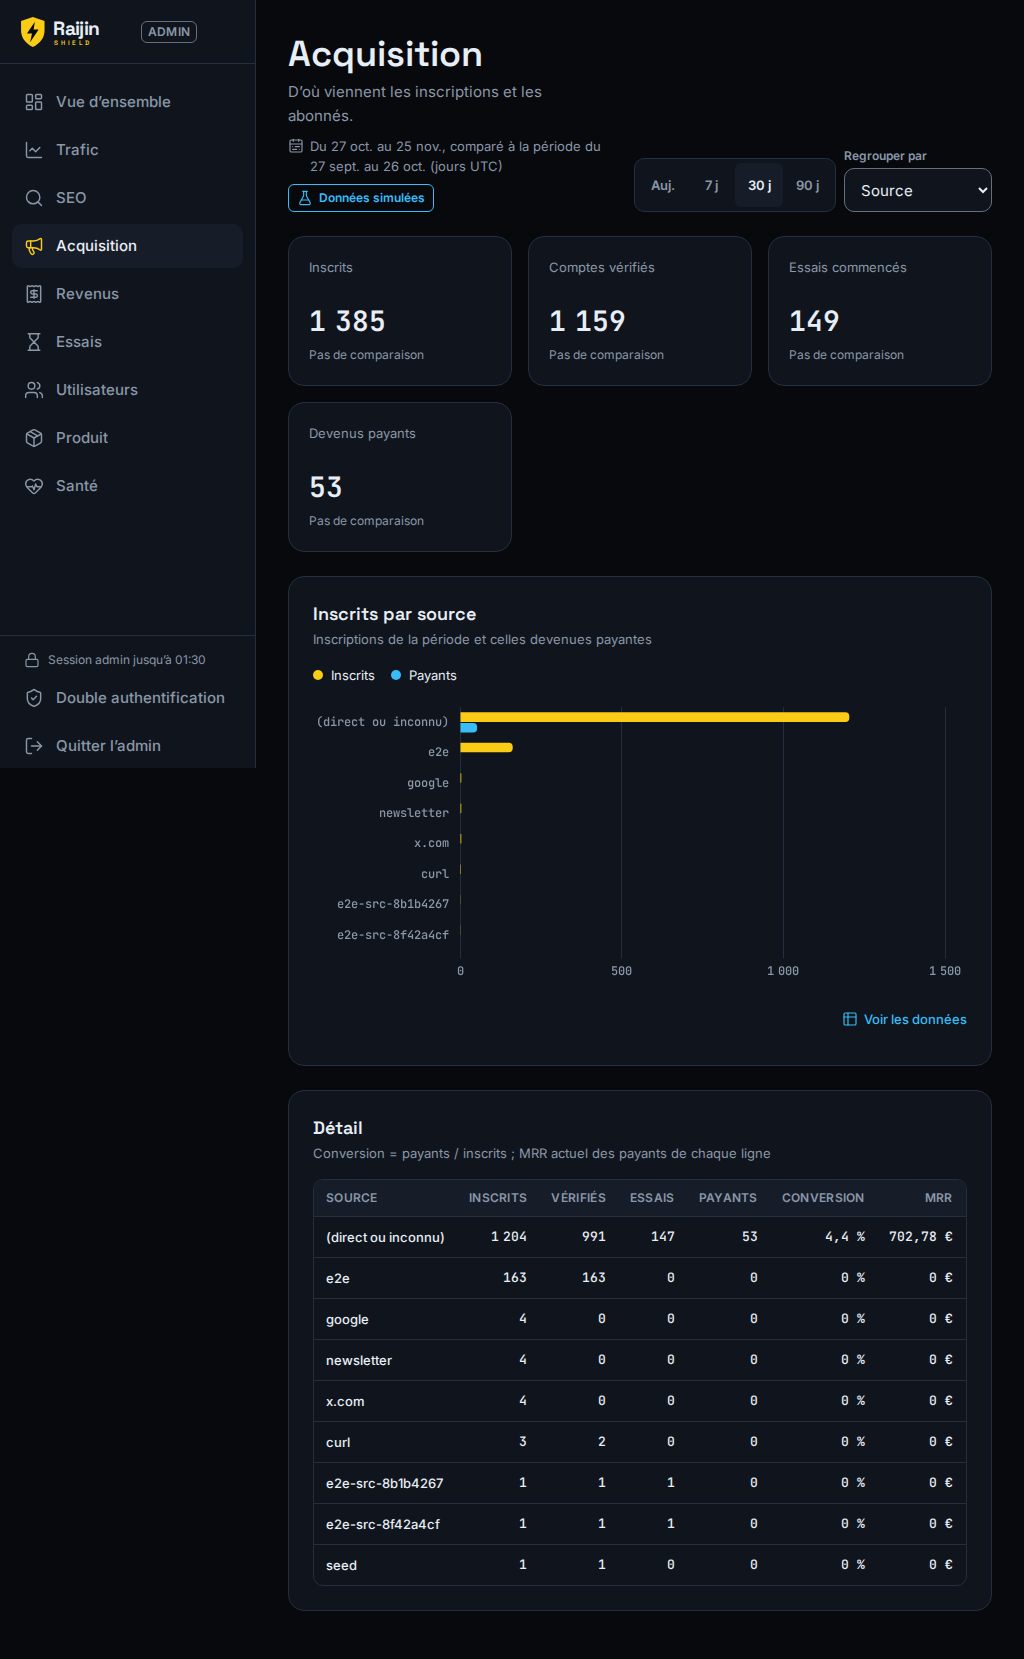 Raijin
SHIELD
ADMIN
Vue d’ensemble
Trafic
SEO
Acquisition
Revenus
Essais
Utilisateurs
Produit
Santé
Session admin jusqu’à 01:30
Double authentification
Quitter l’admin
Acquisition
D’où viennent les inscriptions et les
abonnés.
Du 27 oct. au 25 nov., comparé à la période du
27 sept. au 26 oct. (jours UTC)
Données simulées
Auj. 7 j 30 j 90 j
Regrouper par
Source
Inscrits
1 385
Pas de comparaison
Comptes vérifiés
1 159
Pas de comparaison
Essais commencés
149
Pas de comparaison
Devenus payants
53
Pas de comparaison
Inscrits par source
Inscriptions de la période et celles devenues payantes
Inscrits Payants
(direct ou inconnu)
e2e
google
newsletter
x.com
curl
e2e-src-8b1b4267
e2e-src-8f42a4cf
0 500 1 000 1 500
Voir les données
Détail
Conversion = payants / inscrits ; MRR actuel des payants de chaque ligne
SOURCE INSCRITS VÉRIFIÉS ESSAIS PAYANTS CONVERSION MRR
(direct ou inconnu) 1 204 991 147 53 4,4 % 702,78 €
e2e 163 163 0 0 0 % 0 €
google 4 0 0 0 0 % 0 €
newsletter 4 0 0 0 0 % 0 €
x.com 4 0 0 0 0 % 0 €
curl 3 2 0 0 0 % 0 €
e2e-src-8b1b4267 1 1 1 0 0 % 0 €
e2e-src-8f42a4cf 1 1 1 0 0 % 0 €
seed 1 1 0 0 0 % 0 €